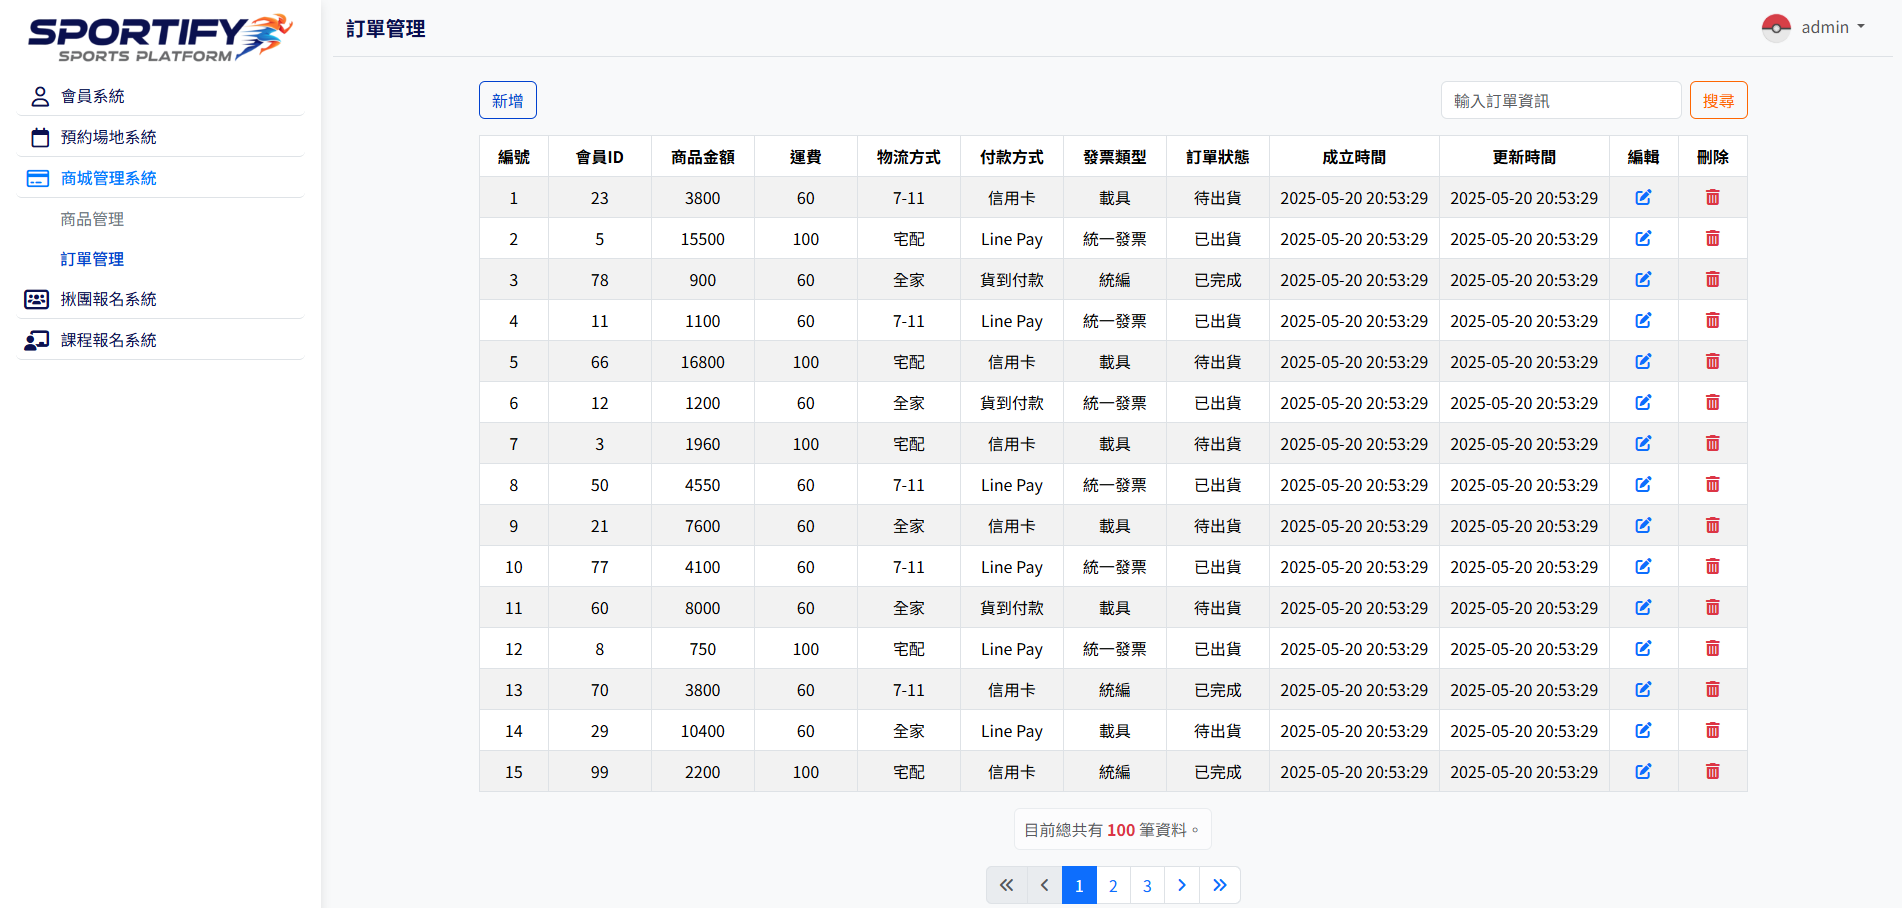 SPORTIFY
SPORTS PLATFORM
會員系統
預約場地系統
商城管理系統
商品管理
訂單管理
揪團報名系統
課程報名系統
訂單管理
admin
新增
輸入訂單資訊 搜尋
編號 會員ID 商品金額 運費 物流方式 付款方式 發票類型 訂單狀態 成立時間 更新時間 編輯 刪除
1 23 3800 60 7-11 信用卡 載具 待出貨 2025-05-20 20:53:29 2025-05-20 20:53:29
2 5 15500 100 宅配 Line Pay 統一發票 已出貨 2025-05-20 20:53:29 2025-05-20 20:53:29
3 78 900 60 全家 貨到付款 統編 已完成 2025-05-20 20:53:29 2025-05-20 20:53:29
4 11 1100 60 7-11 Line Pay 統一發票 已出貨 2025-05-20 20:53:29 2025-05-20 20:53:29
5 66 16800 100 宅配 信用卡 載具 待出貨 2025-05-20 20:53:29 2025-05-20 20:53:29
6 12 1200 60 全家 貨到付款 統一發票 已出貨 2025-05-20 20:53:29 2025-05-20 20:53:29
7 3 1960 100 宅配 信用卡 載具 待出貨 2025-05-20 20:53:29 2025-05-20 20:53:29
8 50 4550 60 7-11 Line Pay 統一發票 已出貨 2025-05-20 20:53:29 2025-05-20 20:53:29
9 21 7600 60 全家 信用卡 載具 待出貨 2025-05-20 20:53:29 2025-05-20 20:53:29
10 77 4100 60 7-11 Line Pay 統一發票 已出貨 2025-05-20 20:53:29 2025-05-20 20:53:29
11 60 8000 60 全家 貨到付款 載具 待出貨 2025-05-20 20:53:29 2025-05-20 20:53:29
12 8 750 100 宅配 Line Pay 統一發票 已出貨 2025-05-20 20:53:29 2025-05-20 20:53:29
13 70 3800 60 7-11 信用卡 統編 已完成 2025-05-20 20:53:29 2025-05-20 20:53:29
14 29 10400 60 全家 Line Pay 載具 待出貨 2025-05-20 20:53:29 2025-05-20 20:53:29
15 99 2200 100 宅配 信用卡 統編 已完成 2025-05-20 20:53:29 2025-05-20 20:53:29
目前總共有 100 筆資料。
1 2 3